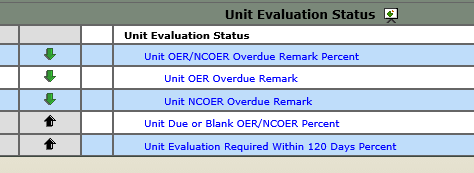 Unit Evaluation Status
Unit Evaluation Status
Unit OER/NCOER Overdue Remark Percent
Unit OER Overdue Remark
Unit NCOER Overdue Remark
Unit Due or Blank OER/NCOER Percent
Unit Evaluation Required Within 120 Days Percent